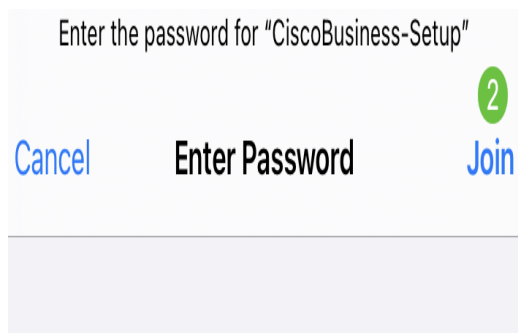 Enter the password for “CiscoBusiness-Setup”
2
Cancel Enter Password Join